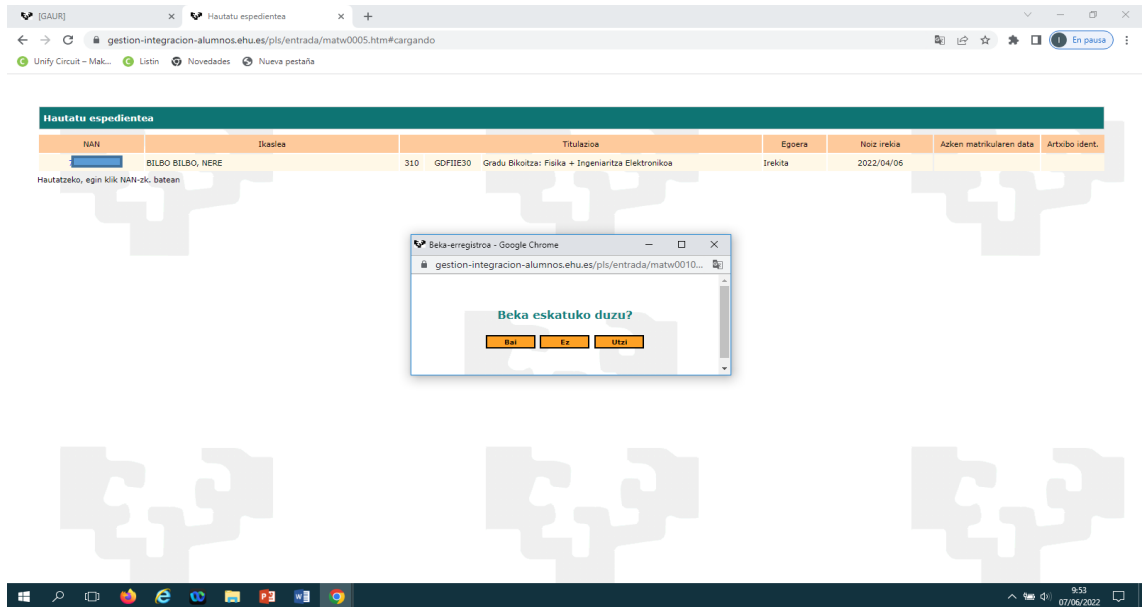 [GAUR]
Hautatu espedientea
gestion-integracion-alumnos.ehu.es/pls/entrada/matw0005.htm#cargando
En pausa
Unify Circuit – Mak... Listin Novedades Nueva pestaña
Hautatu espedientea
NAN Ikaslea Titulazioa Egoera Noiz irekia Azken matrikularen data Artxibo ident.
BILBO BILBO, NERE 310 GDFIIE30 Gradu Bikoitza: Fisika + Ingeniaritza Elektronikoa Irekita 2022/04/06
Hautatzeko, egin klik NAN-zk. batean
Beka-erregistroa - Google Chrome
gestion-integracion-alumnos.ehu.es/pls/entrada/matw0010...
Beka eskatuko duzu?
Bai Ez Utzi
9:53
07/06/2022